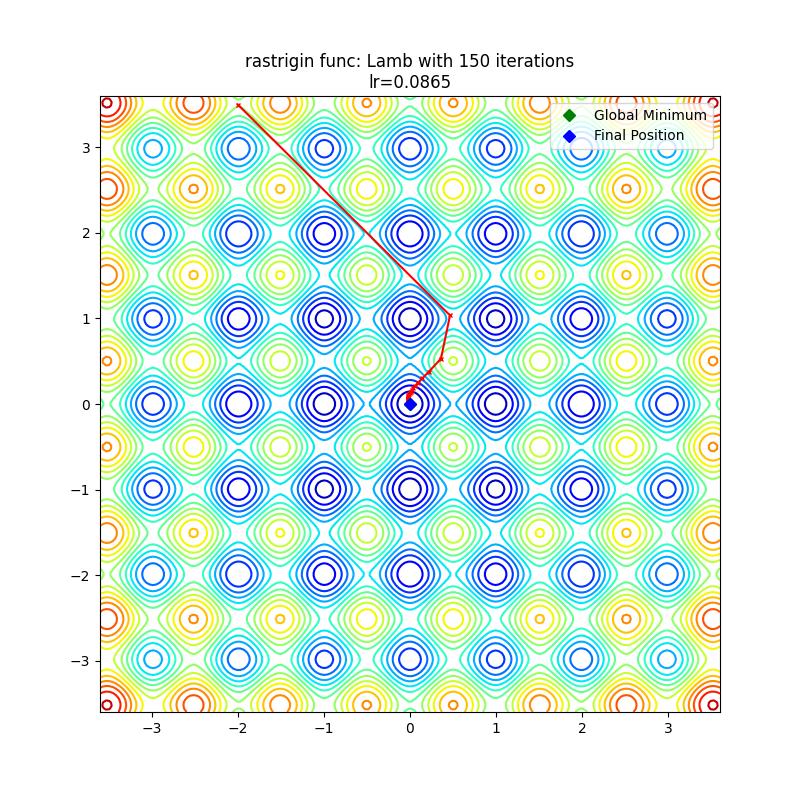 rastrigin func: Lamb with 150 iterations
lr=0.0865
Global Minimum
Final Position
3
2
1
0
−1
−2
−3
−3 −2 −1 0 1 2 3